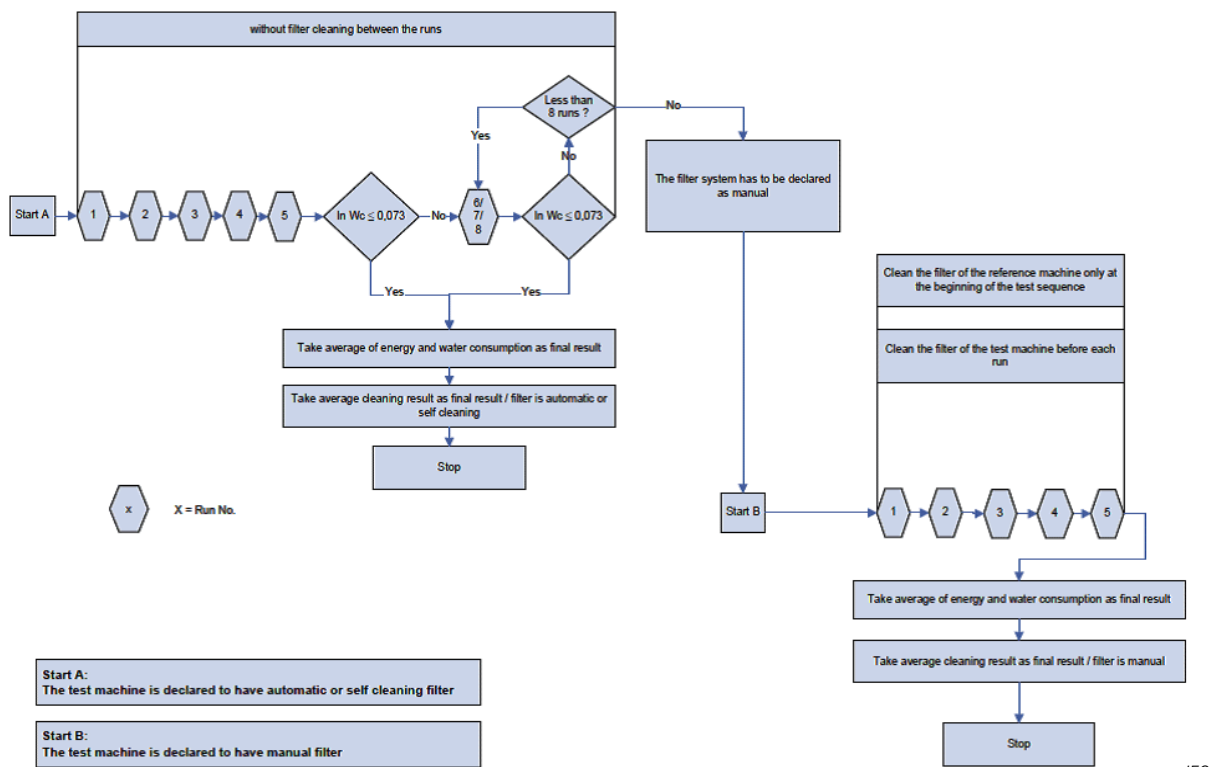 without filter cleaning between the runs
Less than
8 runs ?
No
Yes
No
The filter system has to be declared
as manual
Start A
1
2
3
4
5
ln Wc ≤ 0,073
No
6/
7/
8
ln Wc ≤ 0,073
Clean the filter of the reference machine only at
the beginning of the test sequence
Yes
Yes
Take average of energy and water consumption as final result
Clean the filter of the test machine before each
run
Take average cleaning result as final result / filter is automatic or
self cleaning
Stop
x
X = Run No.
Start B
1
2
3
4
5
Take average of energy and water consumption as final result
Take average cleaning result as final result / filter is manual
Start A:
The test machine is declared to have automatic or self cleaning filter
Start B:
The test machine is declared to have manual filter
Stop